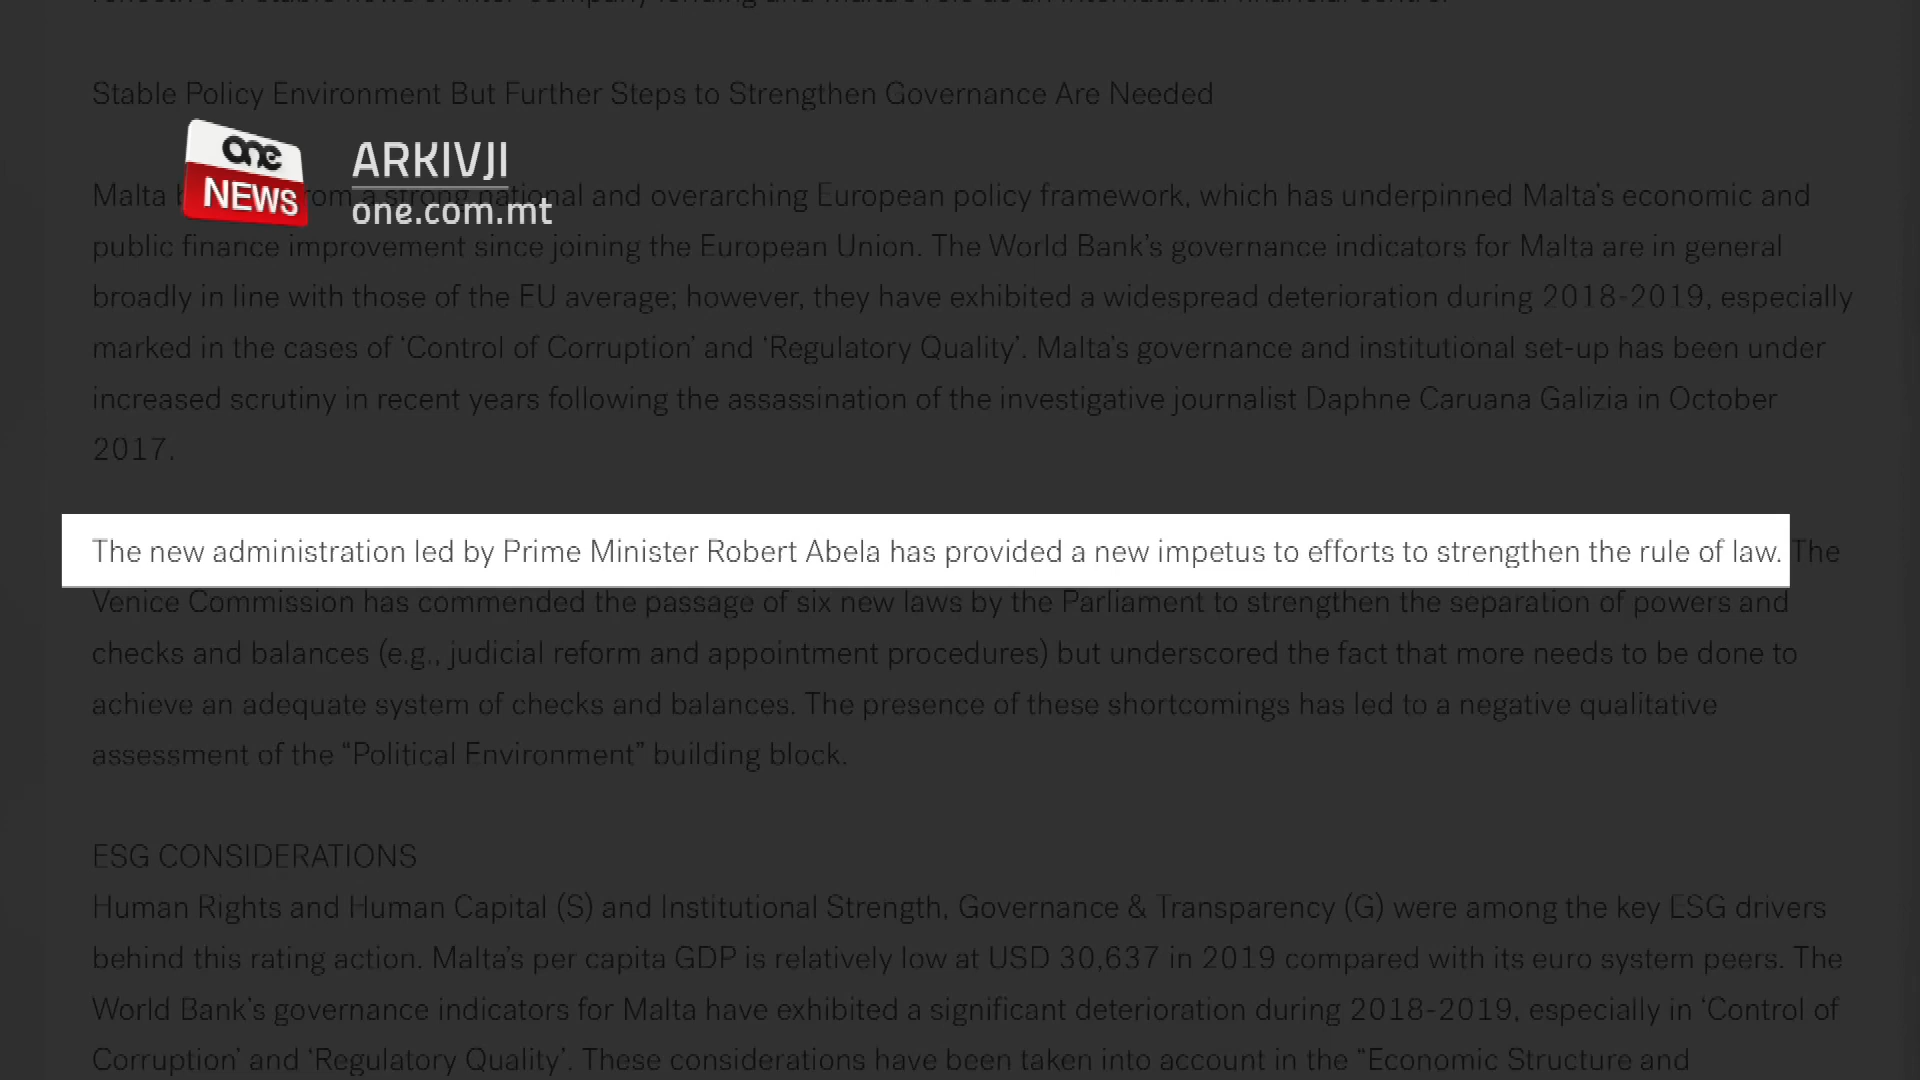 Stable Policy Environment But Further Steps to Strengthen Governance Are Needed
one
NEWS
ARKIVJI
one.com.mt
Malta from a strong national and overarching European policy framework, which has underpinned Malta's economic and
public finance improvement since joining the European Union. The World Bank's governance indicators for Malta are in general
broadly in line with those of the EU average; however, they have exhibited a widespread deterioration during 2018-2019, especially
marked in the cases of ‘Control of Corruption’ and ‘Regulatory Quality’. Malta's governance and institutional set-up has been under
increased scrutiny in recent years following the assassination of the investigative journalist Daphne Caruana Galizia in October
2017.
The new administration led by Prime Minister Robert Abela has provided a new impetus to efforts to strengthen the rule of law. The
Venice Commission has commended the passage of six new laws by the Parliament to strengthen the separation of powers and
checks and balances (e.g., judicial reform and appointment procedures) but underscored the fact that more needs to be done to
achieve an adequate system of checks and balances. The presence of these shortcomings has led to a negative qualitative
assessment of the “Political Environment” building block.
ESG CONSIDERATIONS
Human Rights and Human Capital (S) and Institutional Strength, Governance & Transparency (G) were among the key ESG drivers
behind this rating action. Malta's per capita GDP is relatively low at USD 30,637 in 2019 compared with its euro system peers. The
World Bank's governance indicators for Malta have exhibited a significant deterioration during 2018-2019, especially in ‘Control of
Corruption’ and ‘Regulatory Quality’. These considerations have been taken into account in the “Economic Structure and